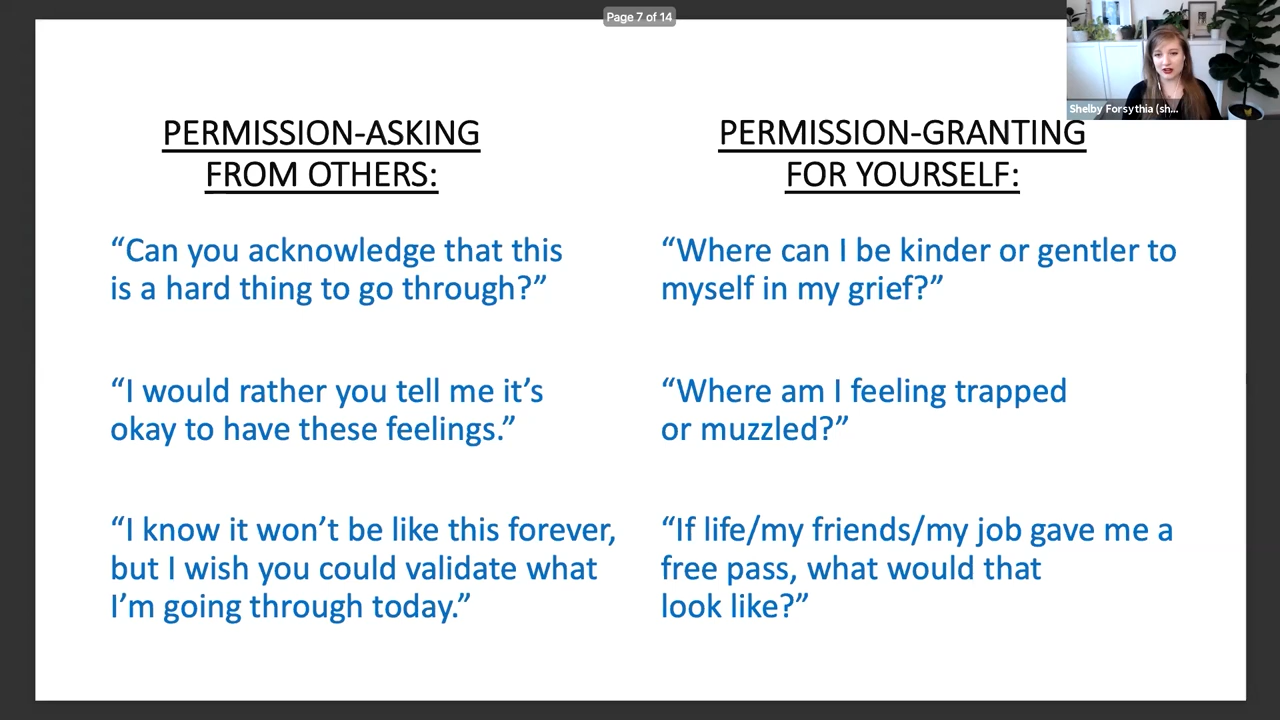 Page 7 of 14
Shelby Forsythia (sh...
PERMISSION-ASKING
FROM OTHERS:
“Can you acknowledge that this
is a hard thing to go through?”
“I would rather you tell me it’s
okay to have these feelings.”
“I know it won’t be like this forever,
but I wish you could validate what
I’m going through today.”
PERMISSION-GRANTING
FOR YOURSELF:
“Where can I be kinder or gentler to
myself in my grief?”
“Where am I feeling trapped
or muzzled?”
“If life/my friends/my job gave me a
free pass, what would that
look like?”